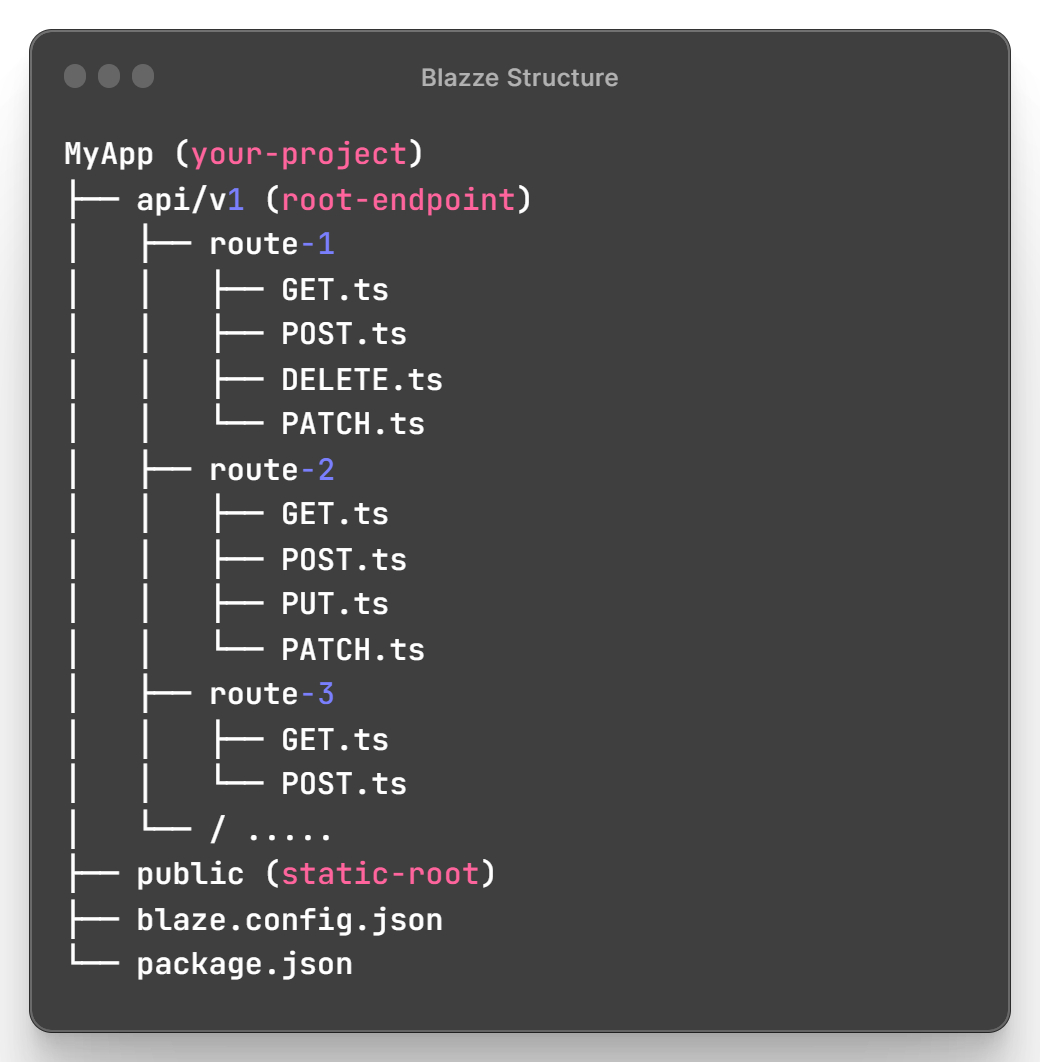 Blazze Structure
MyApp (your-project)
├── api/v1 (root-endpoint)
│   ├── route-1
│   │   ├── GET.ts
│   │   ├── POST.ts
│   │   ├── DELETE.ts
│   │   └── PATCH.ts
│   ├── route-2
│   │   ├── GET.ts
│   │   ├── POST.ts
│   │   ├── PUT.ts
│   │   └── PATCH.ts
│   ├── route-3
│   │   ├── GET.ts
│   │   └── POST.ts
│   └── / .....
├── public (static-root)
├── blaze.config.json
└── package.json